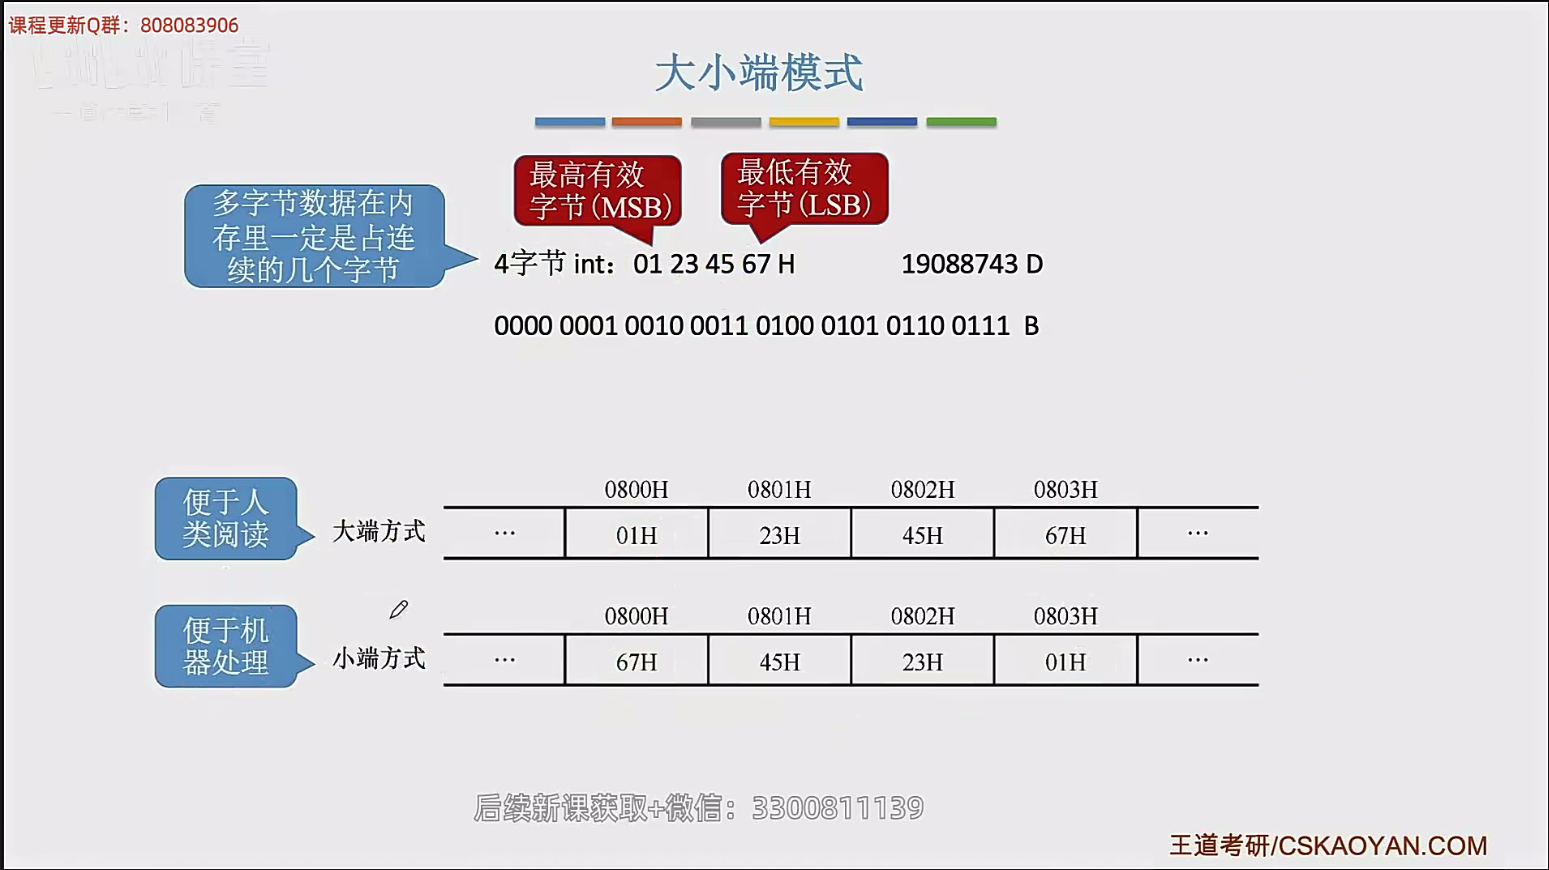 课程更新Q群：808083906
大小端模式
最高有效
字节(MSB)
最低有效
字节(LSB)
多字节数据在内
存里一定是占连
续的几个字节
4字节 int：01 23 45 67 H 19088743 D
0000 0001 0010 0011 0100 0101 0110 0111 B
便于人
类阅读
0800H 0801H 0802H 0803H
大端方式 … 01H 23H 45H 67H …
便于机
器处理
0800H 0801H 0802H 0803H
小端方式 … 67H 45H 23H 01H …
后续新课获取+微信：3300811139
王道考研/CSKAOYAN.COM